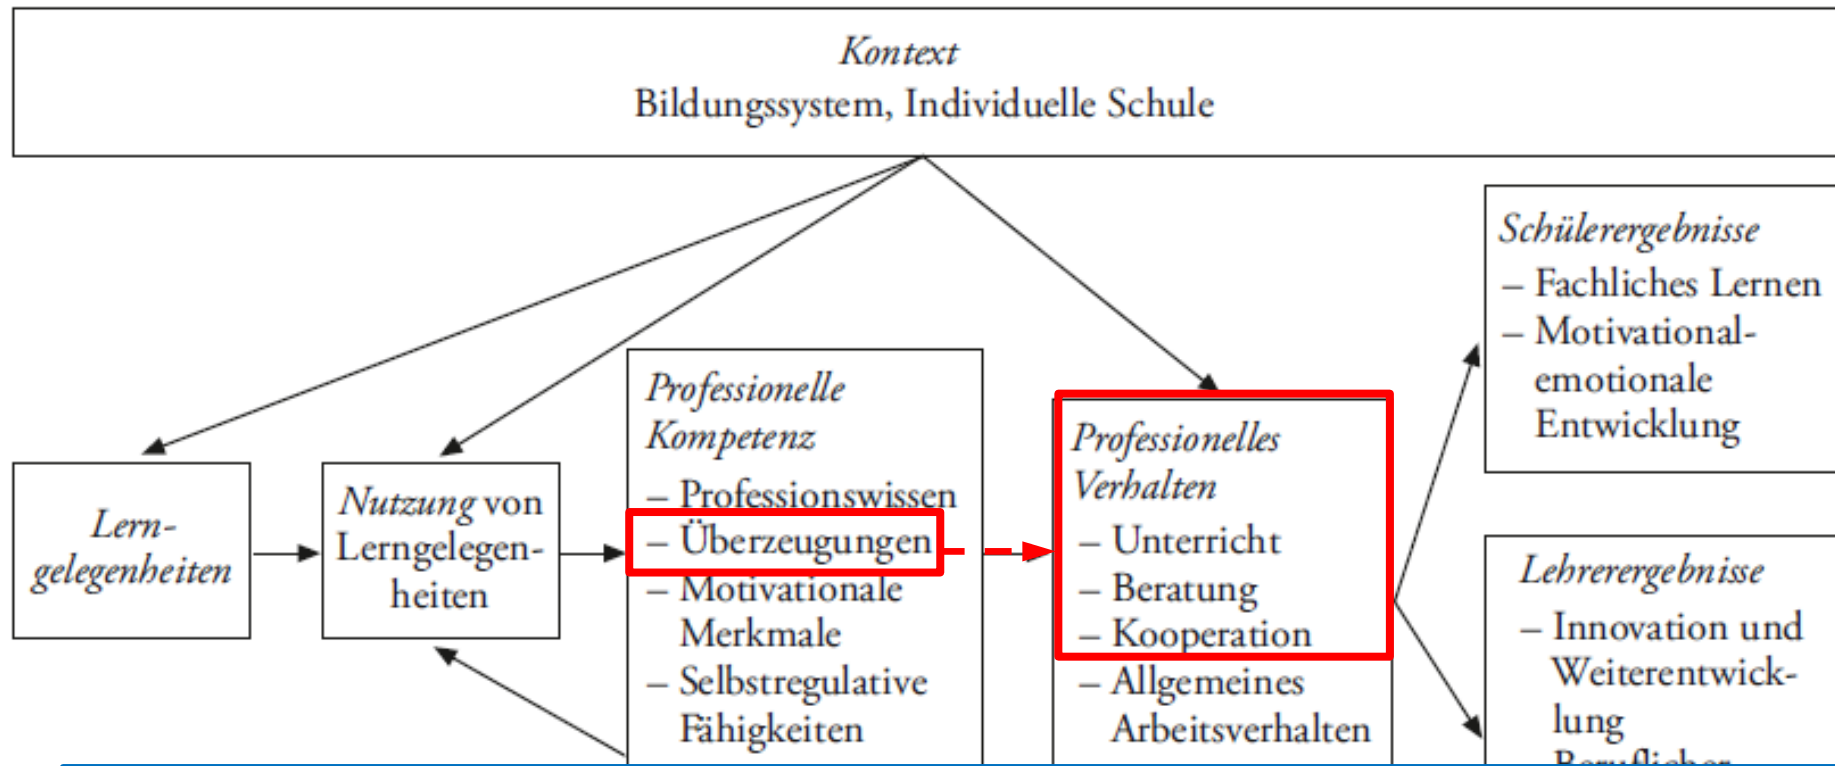 Kontext
Bildungssystem, Individuelle Schule
Lern-
gelegenheiten
Nutzung von
Lerngelegen-
heiten
Professionelle
Kompetenz
– Professionswissen
– Überzeugungen
– Motivationale
Merkmale
– Selbstregulative
Fähigkeiten
Professionelles
Verhalten
– Unterricht
– Beratung
– Kooperation
– Allgemeines
Arbeitsverhalten
Schülerergebnisse
– Fachliches Lernen
– Motivational-
emotionale
Entwicklung
Lehrerergebnisse
– Innovation und
Weiterentwick-
lung